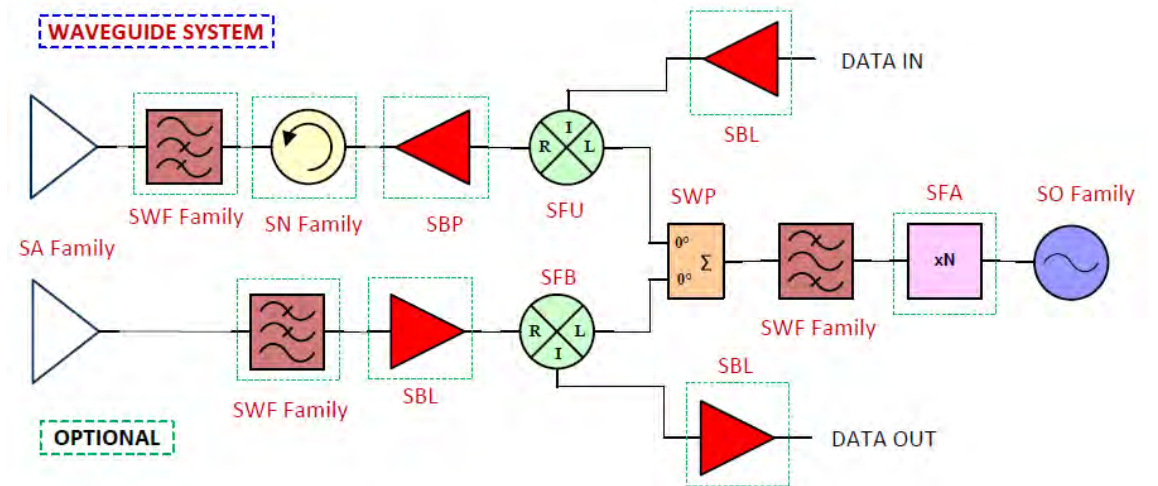 WAVEGUIDE SYSTEM
DATA IN
SBL
I
R L
SWF Family
SN Family
SBP
SFU
SWP
SFA
SO Family
SA Family
0°
Σ
0°
xN
SFB
R L
I
SWF Family
SBL
SWF Family
SBL
OPTIONAL
DATA OUT